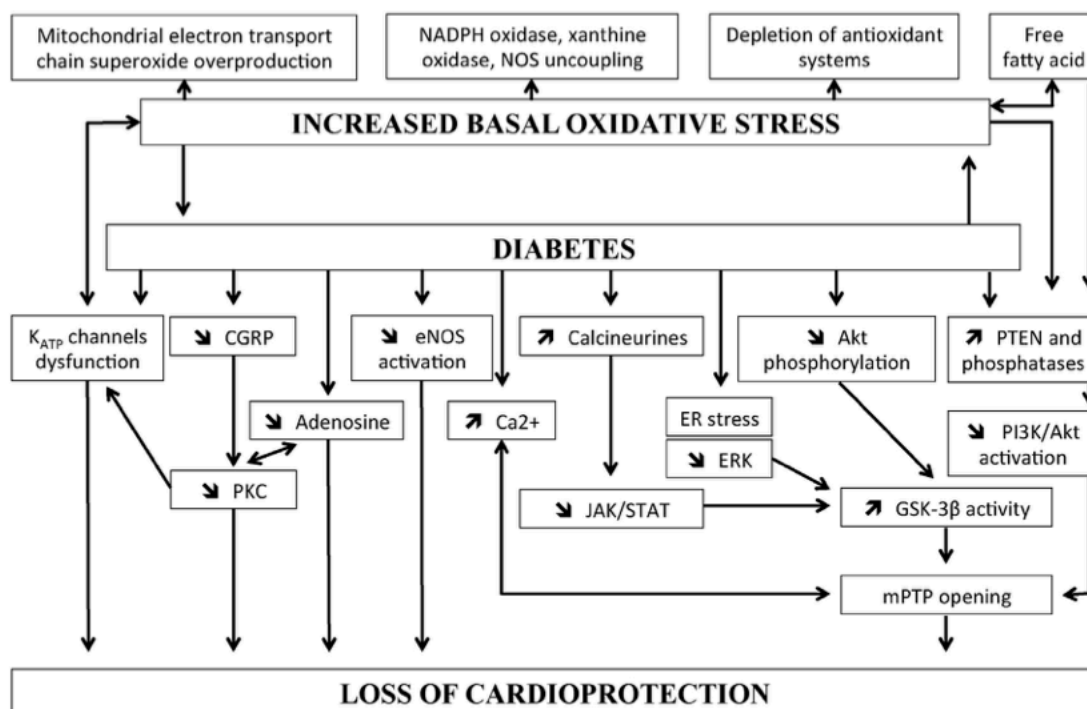 Mitochondrial electron transport
chain superoxide overproduction
NADPH oxidase, xanthine
oxidase, NOS uncoupling
Depletion of antioxidant
systems
Free
fatty acid
INCREASED BASAL OXIDATIVE STRESS
DIABETES
KATP channels
dysfunction
CGRP
eNOS
activation
Calcineurines
Akt
phosphorylation
PTEN and
phosphatases
Adenosine
Ca2+
ER stress
ERK
PI3K/Akt
activation
PKC
JAK/STAT
GSK-3β activity
mPTP opening
LOSS OF CARDIOPROTECTION